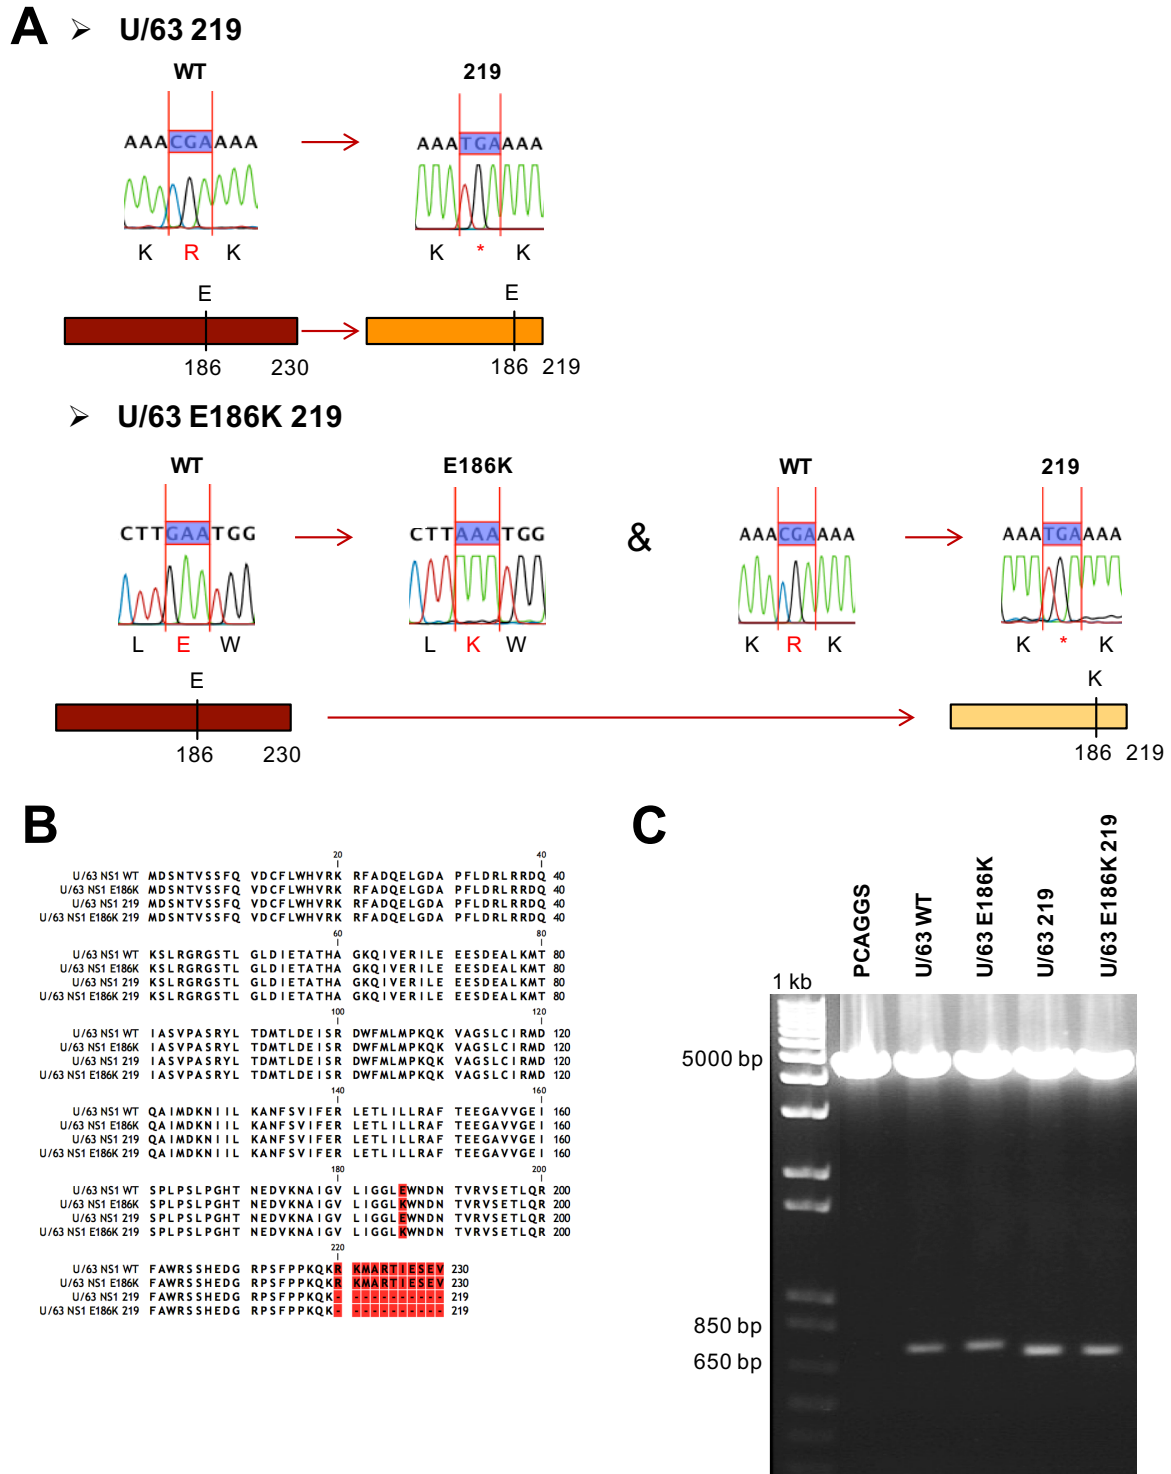 A ➢ U/63 219
WT 219
AAACGAAAA AAATGAAAA
K R K K * K
E E
186 230 186 219
➢ U/63 E186K 219
WT E186K WT 219
CTTGAATGG CTTAAATGG & AAACGAAAA AAATGAAAA
L E W L K W K R K K * K
E K
186 230 186 219
B
20 40
U/63 NS1 WT MDSNTVSSFQ VDCFLWHVRK RFADQELGDA PFLDRLRRDQ 40
U/63 NS1 E186K MDSNTVSSFQ VDCFLWHVRK RFADQELGDA PFLDRLRRDQ 40
U/63 NS1 219 MDSNTVSSFQ VDCFLWHVRK RFADQELGDA PFLDRLRRDQ 40
U/63 NS1 E186K 219 MDSNTVSSFQ VDCFLWHVRK RFADQELGDA PFLDRLRRDQ 40
60 80
U/63 NS1 WT KSLRGRGSTL GLDIETATHA GKQIVERILE EESDEALKMT 80
U/63 NS1 E186K KSLRGRGSTL GLDIETATHA GKQIVERILE EESDEALKMT 80
U/63 NS1 219 KSLRGRGSTL GLDIETATHA GKQIVERILE EESDEALKMT 80
U/63 NS1 E186K 219 KSLRGRGSTL GLDIETATHA GKQIVERILE EESDEALKMT 80
100 120
U/63 NS1 WT IASVPASRYL TDMTLDEISR DWFMLMPKQK VAGSLCIRMD 120
U/63 NS1 E186K IASVPASRYL TDMTLDEISR DWFMLMPKQK VAGSLCIRMD 120
U/63 NS1 219 IASVPASRYL TDMTLDEISR DWFMLMPKQK VAGSLCIRMD 120
U/63 NS1 E186K 219 IASVPASRYL TDMTLDEISR DWFMLMPKQK VAGSLCIRMD 120
140 160
U/63 NS1 WT QAIMDKNIIL KANFSVIFER LETLILLRAF TEEGAVVGEI 160
U/63 NS1 E186K QAIMDKNIIL KANFSVIFER LETLILLRAF TEEGAVVGEI 160
U/63 NS1 219 QAIMDKNIIL KANFSVIFER LETLILLRAF TEEGAVVGEI 160
U/63 NS1 E186K 219 QAIMDKNIIL KANFSVIFER LETLILLRAF TEEGAVVGEI 160
180 200
U/63 NS1 WT SPLPSLPGHT NEDVKNAIGV LIGGLEWNDN TVRVSETLQR 200
U/63 NS1 E186K SPLPSLPGHT NEDVKNAIGV LIGGLKWNDN TVRVSETLQR 200
U/63 NS1 219 SPLPSLPGHT NEDVKNAIGV LIGGLEWNDN TVRVSETLQR 200
U/63 NS1 E186K 219 SPLPSLPGHT NEDVKNAIGV LIGGLKWNDN TVRVSETLQR 200
220
U/63 NS1 WT FAWRSSHEDG RPSFPPKQKR KMARTIESEV 230
U/63 NS1 E186K FAWRSSHEDG RPSFPPKQKR KMARTIESEV 230
U/63 NS1 219 FAWRSSHEDG RPSFPPKQK- --------- 219
U/63 NS1 E186K 219 FAWRSSHEDG RPSFPPKQK- --------- 219
C
PCAGGS
U/63 WT
U/63 E186K
U/63 219
U/63 E186K 219
1 kb
5000 bp
850 bp
650 bp